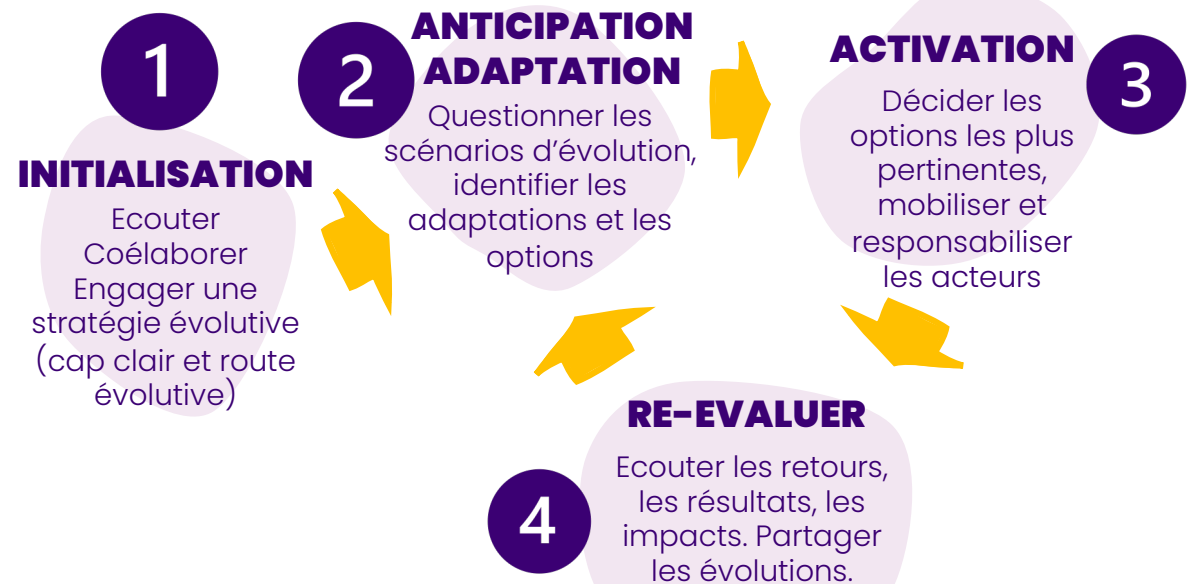 1
INITIALISATION
Ecouter
Coélaborer
Engager une
stratégie évolutive
(cap clair et route
évolutive)
2
ANTICIPATION
ADAPTATION
Questionner les
scénarios d’évolution,
identifier les
adaptations et les
options
ACTIVATION
3
Décider les
options les plus
pertinentes,
mobiliser et
responsabiliser
les acteurs
RE-EVALUER
4
Ecouter les retours,
les résultats, les
impacts. Partager
les évolutions.